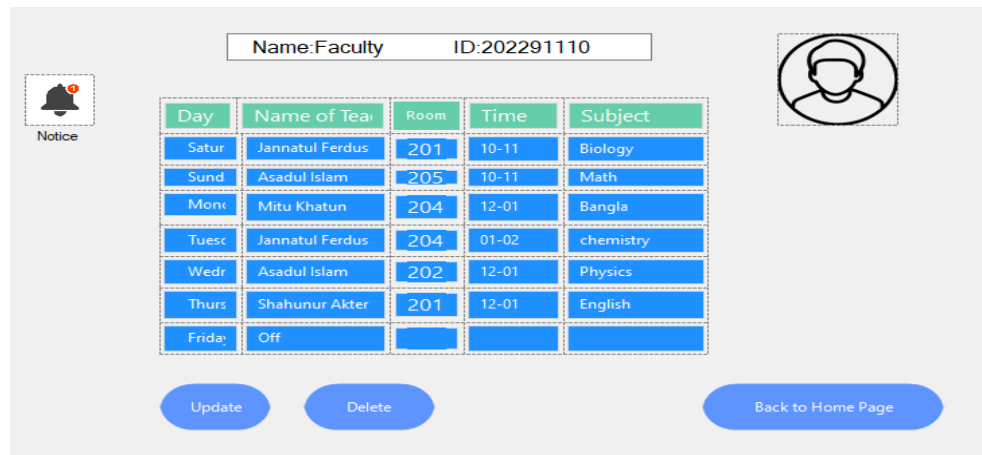 Name:Faculty ID:202291110
1
Notice
Day Name of Tea Room Time Subject
Satur Jannatul Ferdus 201 10-11 Biology
Sund Asadul Islam 205 10-11 Math
Mon Mitu Khatun 204 12-01 Bangla
Tues Jannatul Ferdus 204 01-02 chemistry
Wedr Asadul Islam 202 12-01 Physics
Thurs Shahunur Akter 201 12-01 English
Friday Off
Update Delete Back to Home Page